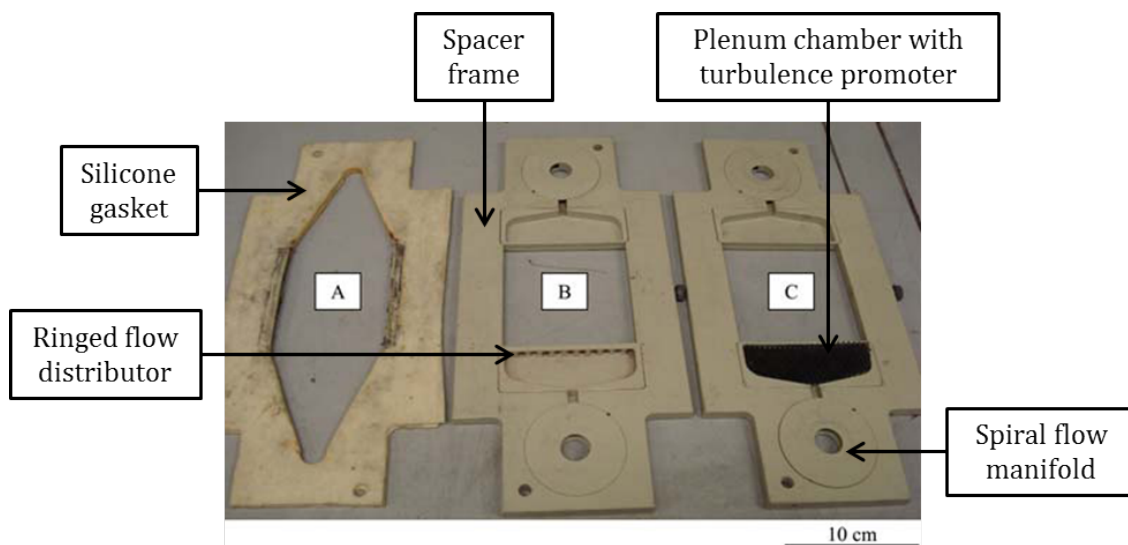 Spacer
frame
Plenum chamber with
turbulence promoter
Silicone
gasket
A
B
C
Ringed flow
distributor
Spiral flow
manifold
10 cm